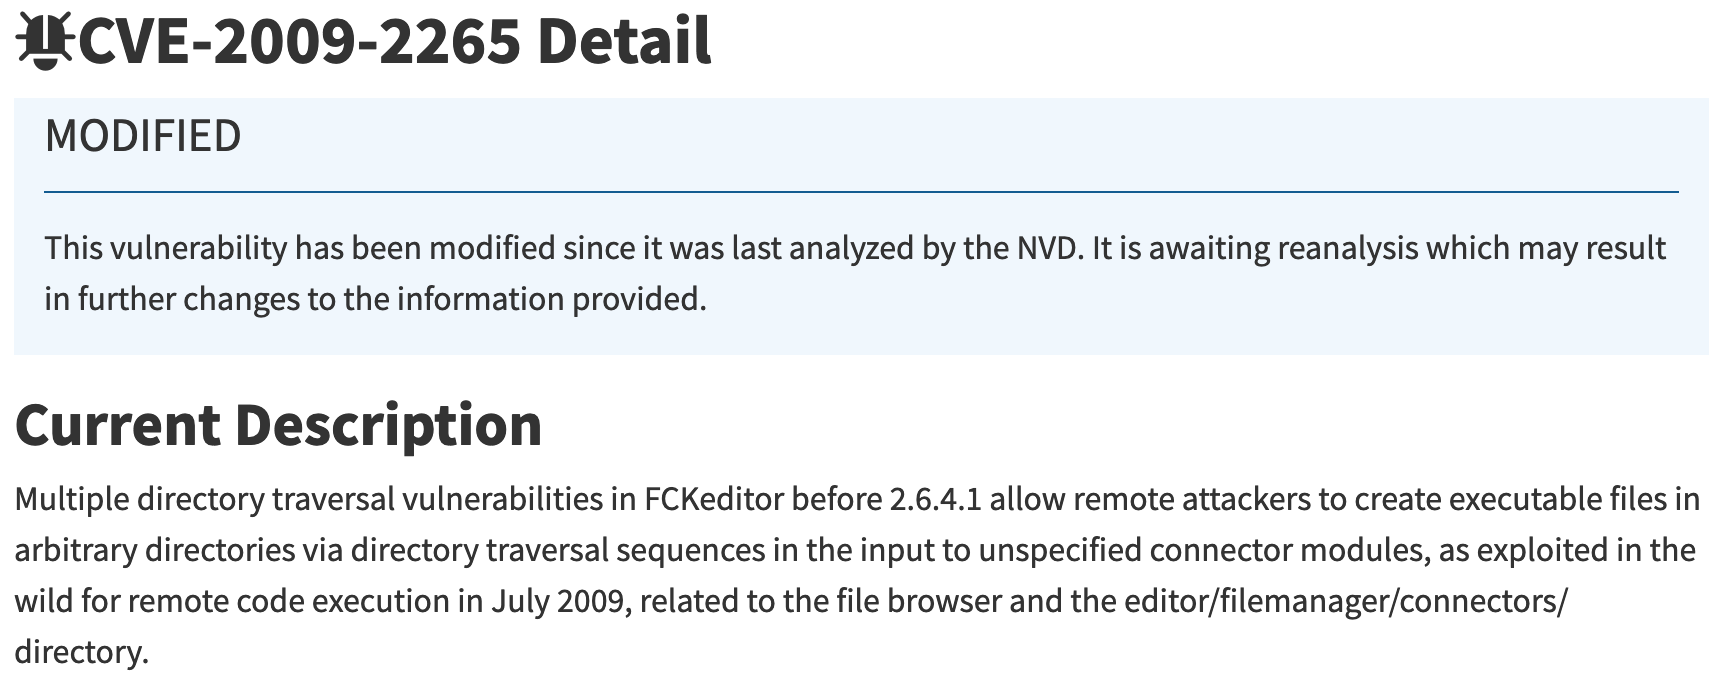 CVE-2009-2265 Detail
MODIFIED
This vulnerability has been modified since it was last analyzed by the NVD. It is awaiting reanalysis which may result
in further changes to the information provided.
Current Description
Multiple directory traversal vulnerabilities in FCKeditor before 2.6.4.1 allow remote attackers to create executable files in
arbitrary directories via directory traversal sequences in the input to unspecified connector modules, as exploited in the
wild for remote code execution in July 2009, related to the file browser and the editor/filemanager/connectors/
directory.